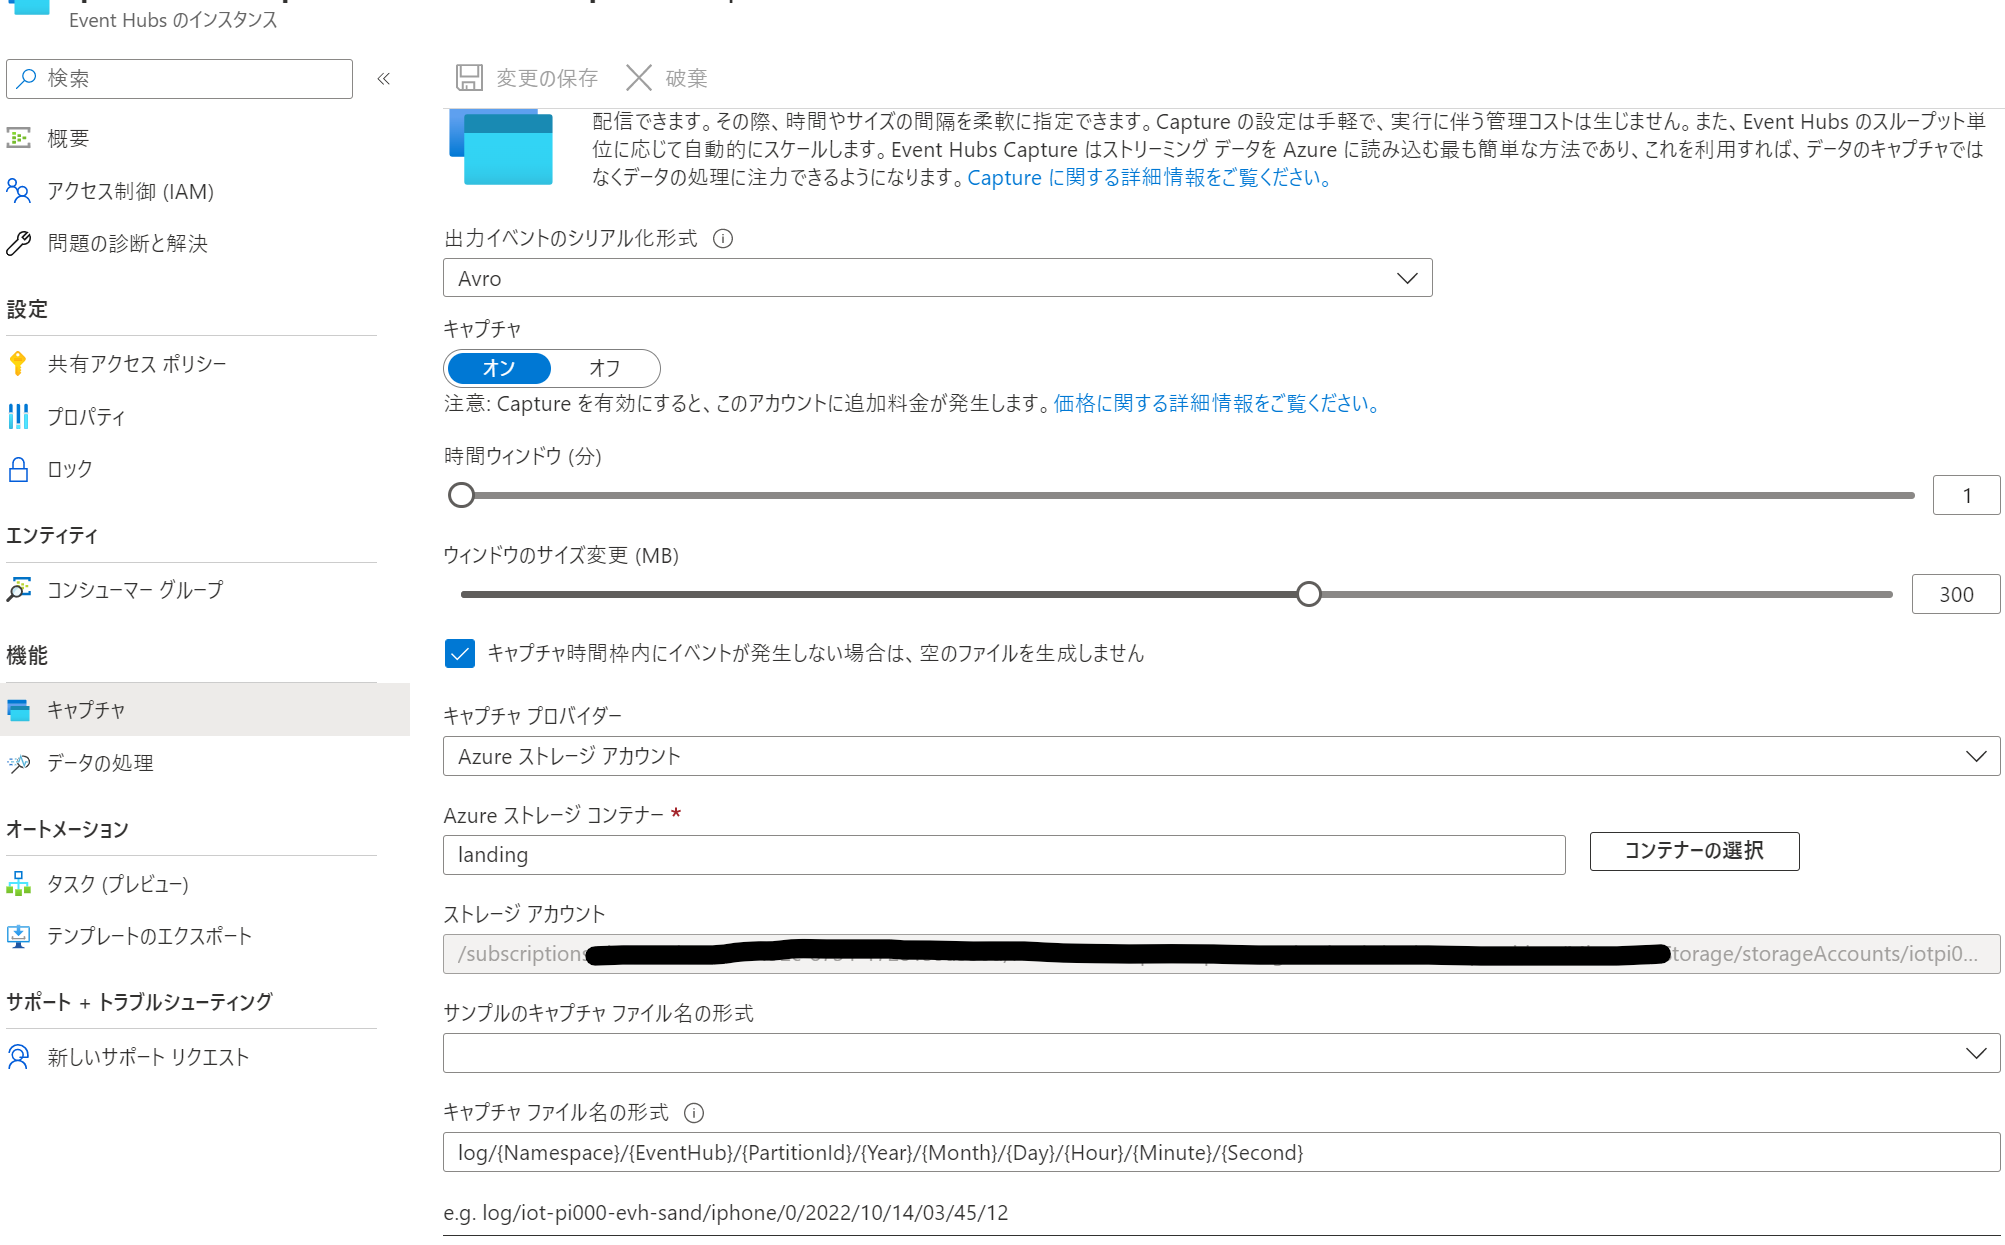 Event Hubs のインスタンス
検索
«
変更の保存
破棄
概要
アクセス制御 (IAM)
問題の診断と解決
設定
共有アクセス ポリシー
プロパティ
ロック
エンティティ
コンシューマー グループ
機能
キャプチャ
データの処理
オートメーション
タスク (プレビュー)
テンプレートのエクスポート
サポート + トラブルシューティング
新しいサポート リクエスト
配信できます。その際、時間やサイズの間隔を柔軟に指定できます。Capture の設定は手軽で、実行に伴う管理コストは生じません。また、Event Hubs のスループット単
位に応じて自動的にスケールします。Event Hubs Capture はストリーミング データを Azure に読み込む最も簡単な方法であり、これを利用すれば、データのキャプチャでは
なくデータの処理に注力できるようになります。Capture に関する詳細情報をご覧ください。
出力イベントのシリアル化形式
Avro
キャプチャ
オン オフ
注意: Capture を有効にすると、このアカウントに追加料金が発生します。価格に関する詳細情報をご覧ください。
時間ウィンドウ (分)
1
ウィンドウのサイズ変更 (MB)
300
キャプチャ時間枠内にイベントが発生しない場合は、空のファイルを生成しません
キャプチャ プロバイダー
Azure ストレージ アカウント
Azure ストレージ コンテナー *
landing
コンテナーの選択
ストレージ アカウント
/subscriptions torage/storageAccounts/iotpi0...
サンプルのキャプチャ ファイル名の形式
キャプチャ ファイル名の形式
log/{Namespace}/{EventHub}/{PartitionId}/{Year}/{Month}/{Day}/{Hour}/{Minute}/{Second}
e.g. log/iot-pi000-evh-sand/iphone/0/2022/10/14/03/45/12